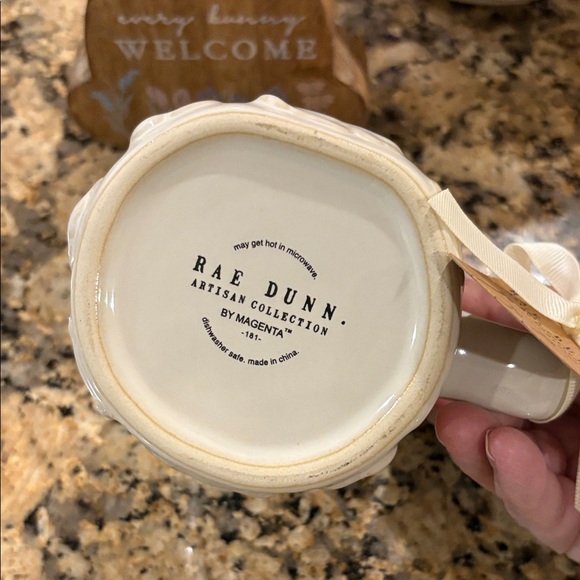 every bunny
WELCOME
may get hot in microwave.
RAE DUNN.
ARTISAN COLLECTION
BY MAGENTA™
-181-
dishwasher safe. made in china.